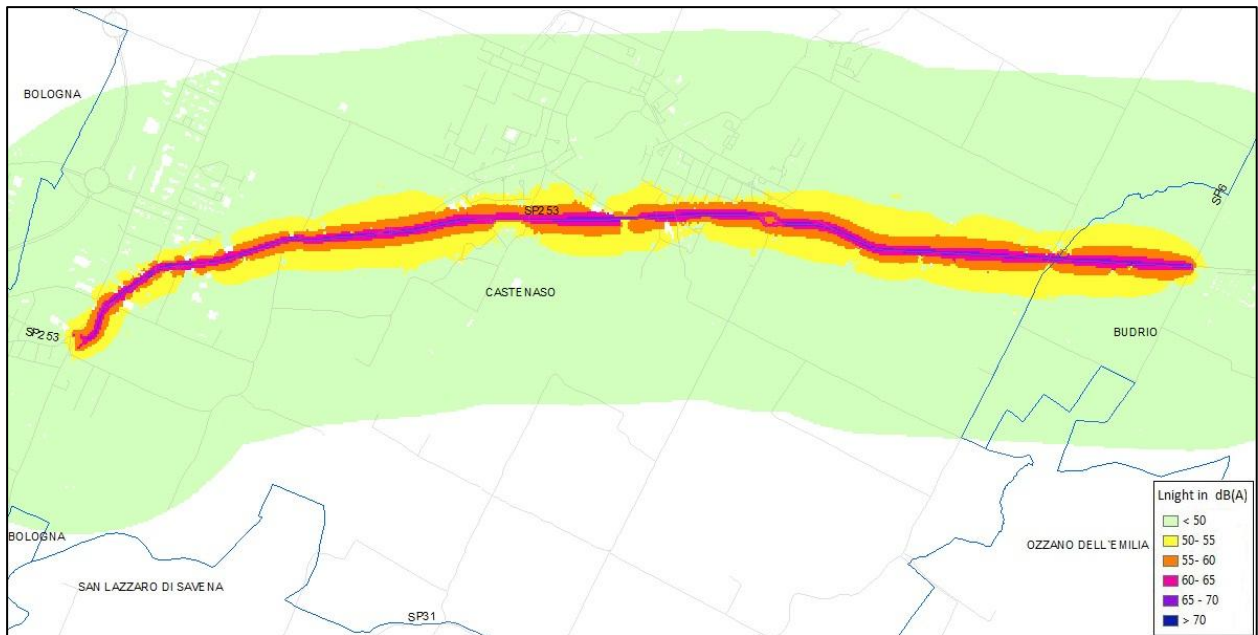 BOLOGNA
SP6
SP253
CASTENASO
SP253
BUDRIO
Lnight in dB(A)
< 50
50- 55
55- 60
60- 65
65 - 70
> 70
BOLOGNA
OZZANO DELL'EMILIA
SAN LAZZARO DI SAVENA
SP31